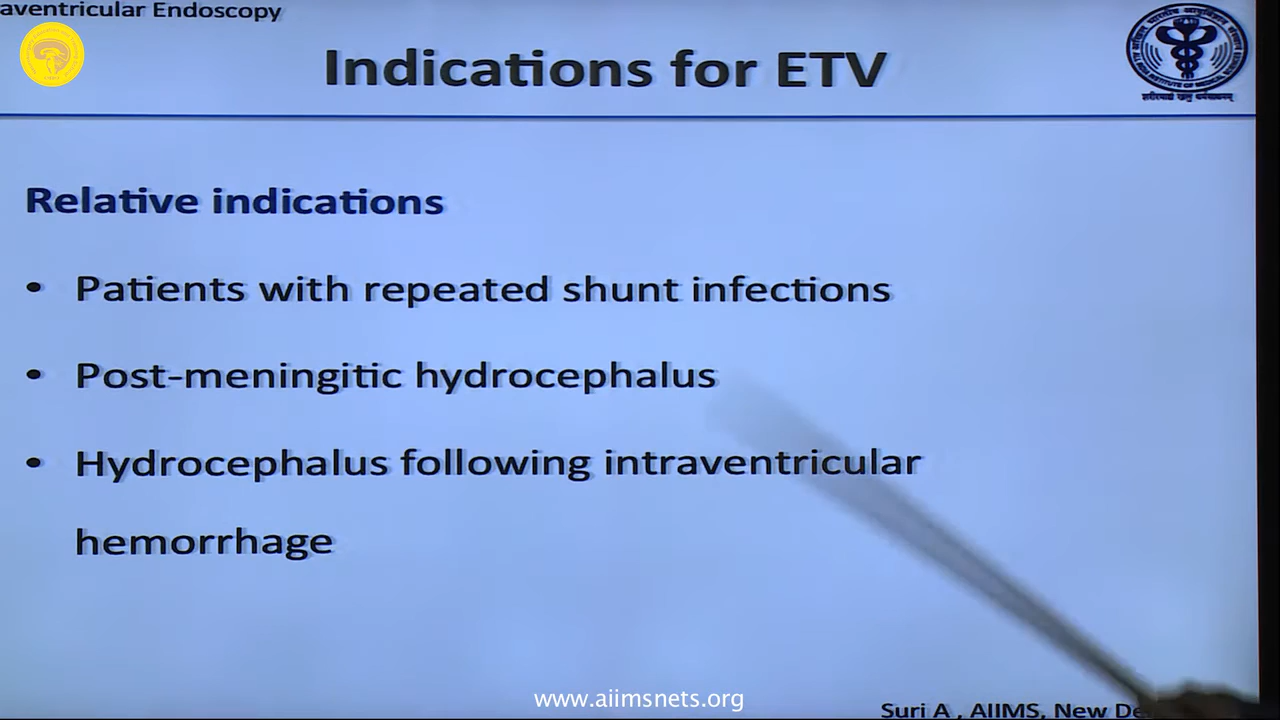 aventricular Endoscopy
Indications for ETV
Relative indications
• Patients with repeated shunt infections
• Post-meningitic hydrocephalus
• Hydrocephalus following intraventricular
hemorrhage
www.aiimsnets.org
Suri A , AIIMS, New